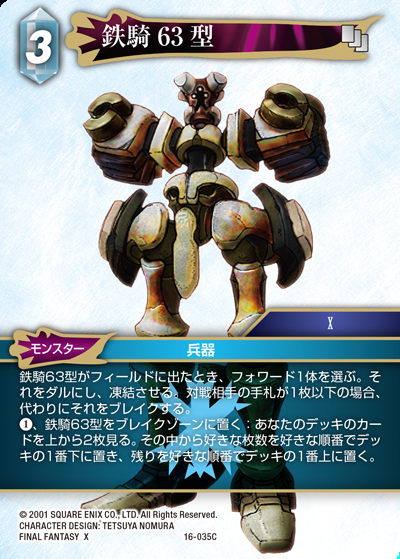 3
鉄騎 63 型
X
モンスター
兵器
鉄騎63型がフィールドに出たとき、フォワード1体を選ぶ。そ
れをダルにし、凍結させる。対戦相手の手札が1枚以下の場合、
代わりにそれをブレイクする。
❶、鉄騎63型をブレイクゾーンに置く：あなたのデッキのカー
ドを上から2枚見る。その中から好きな枚数を好きな順番でデッ
キの1番下に置き、残りを好きな順番でデッキの1番上に置く。
© 2001 SQUARE ENIX CO., LTD. All Rights Reserved.
CHARACTER DESIGN: TETSUYA NOMURA
FINAL FANTASY X
16-035C